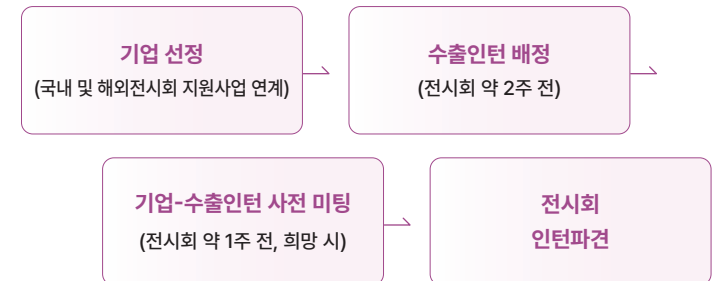 기업 선정
(국내 및 해외전시회 지원사업 연계)
수출인턴 배정
(전시회 약 2주 전)
기업-수출인턴 사전 미팅
(전시회 약 1주 전, 희망 시)
전시회
인턴파견